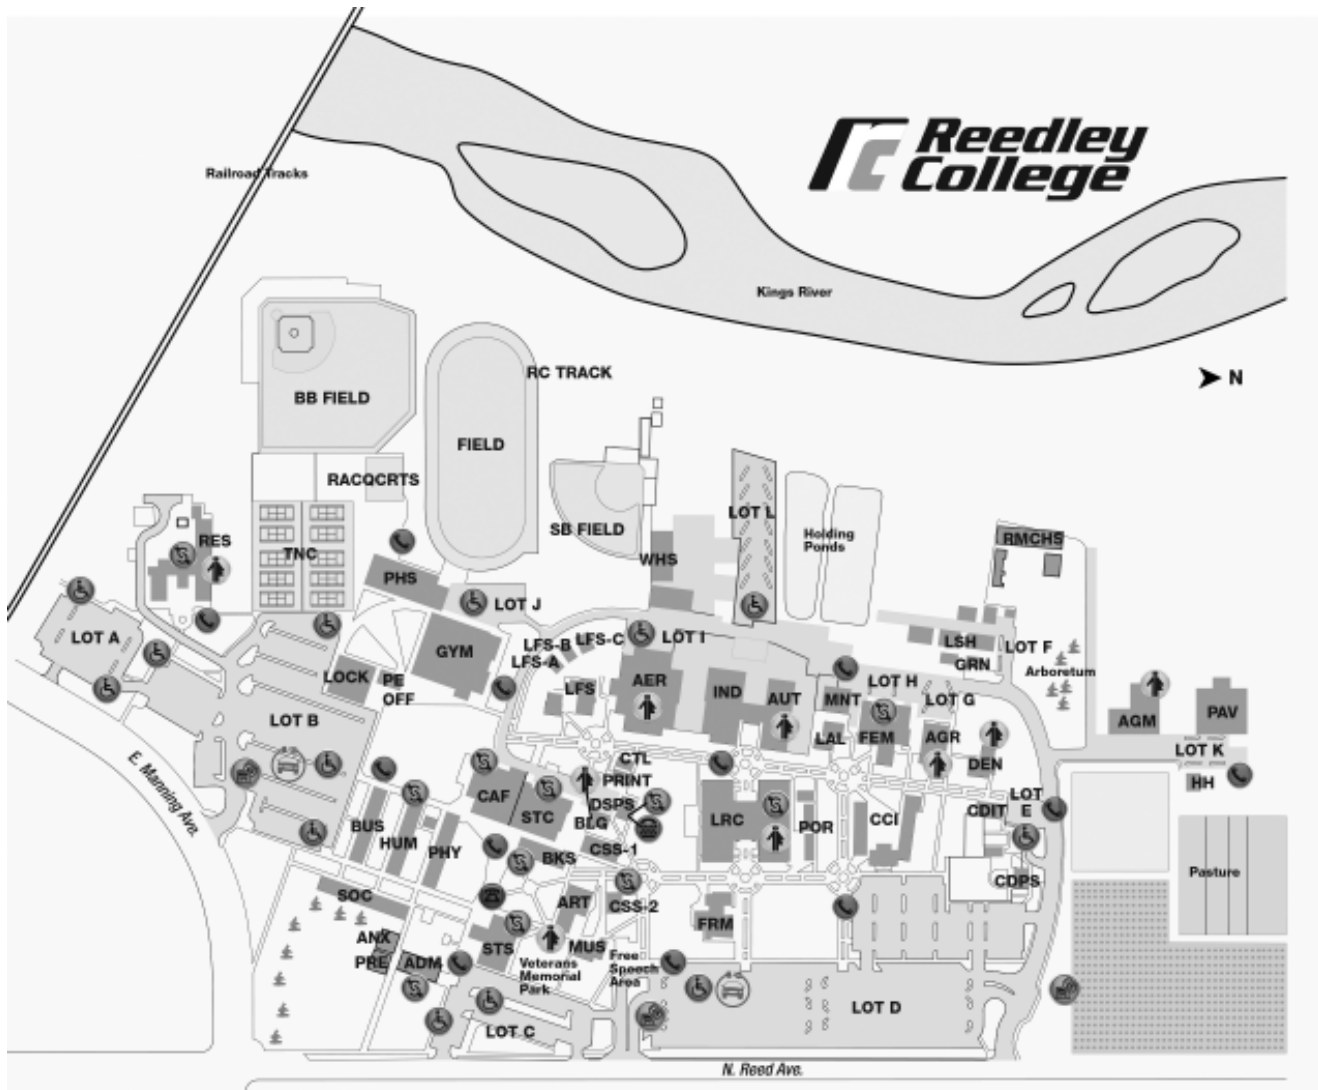 Reedley
College
Railroad Tracks
Kings River
N
RC TRACK
BB FIELD
FIELD
RACQCRTS
LOT L
SB FIELD
Holding
Ponds
RES
TNC
WHS
RMCHS
PHS
LOT J
LOT A
LFS-B
LFS-C
LOT I
LSH
LOT F
GYM
LFS-A
GRN
Arboretum
LOCK
PE
OFF
LFS
AER
IND
AUT
MNT
LOT H
LOT G
AGM
PAV
LOT B
LAL
FEM
AGR
LOT K
E. Manning Ave.
CTL
DEN
PRINT
HH
CAF
STC
DSPS
BLG
LOT
E
CDIT
LRC
POR
CCI
BUS
HUM
PHY
CSS-1
BKS
Pasture
CDPS
SOC
ART
CSS-2
FRM
ANX
STS
MUS
PRE
ADM
Veterans
Memorial
Park
Free
Speech
Area
LOT D
LOT C
N. Reed Ave.